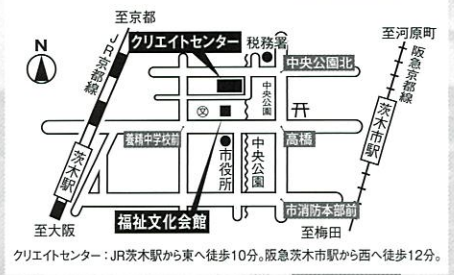 至京都
N
クリエイトセンター
税務署
至河原町
JR京都線
中央公園北
阪急京都線
中央公園
文
養精中学校前
高橋
茨木駅
茨木市駅
市役所
中央公園
至大阪
福祉文化会館
市消防本部前
至梅田
クリエイトセンター:JR茨木駅から東へ徒歩10分。阪急茨木市駅から西へ徒歩12分。